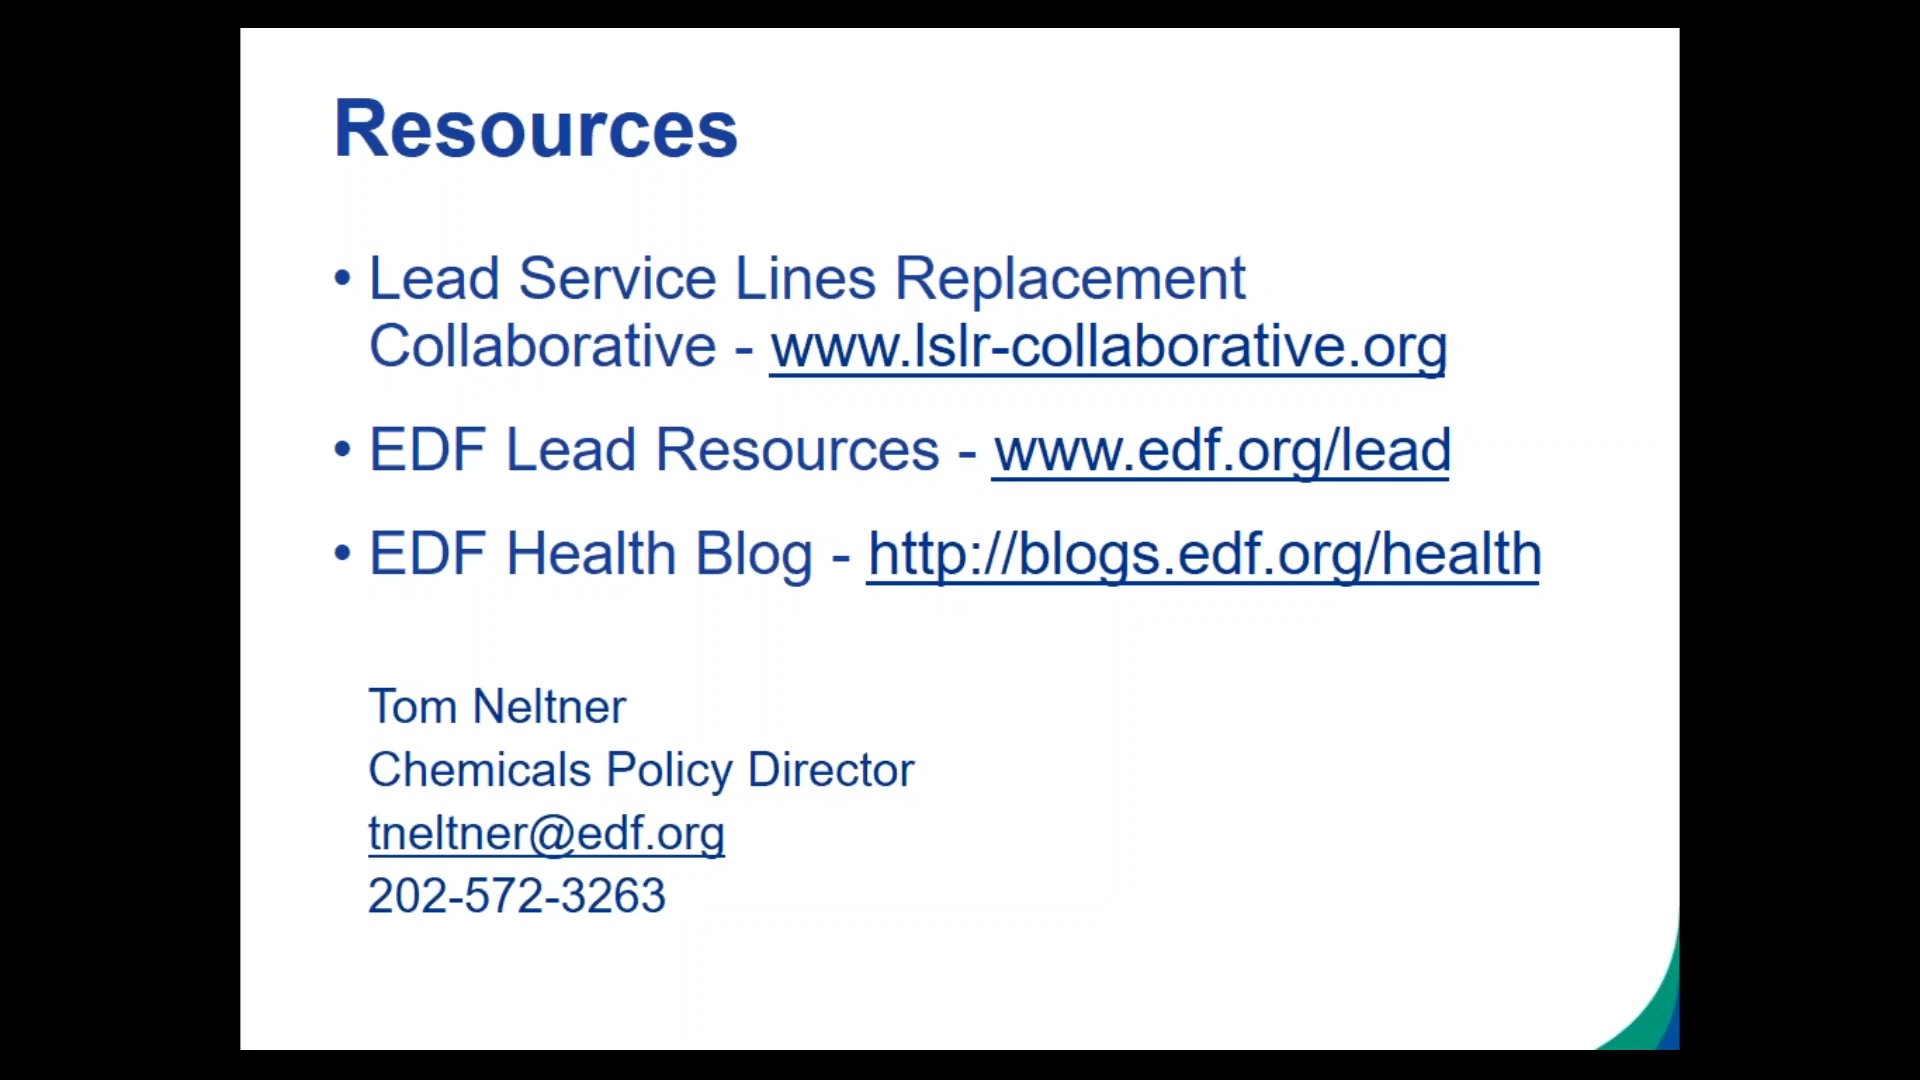 Resources
• Lead Service Lines Replacement
Collaborative - www.lslr-collaborative.org
• EDF Lead Resources - www.edf.org/lead
• EDF Health Blog - http://blogs.edf.org/health
Tom Neltner
Chemicals Policy Director
tneltner@edf.org
202-572-3263